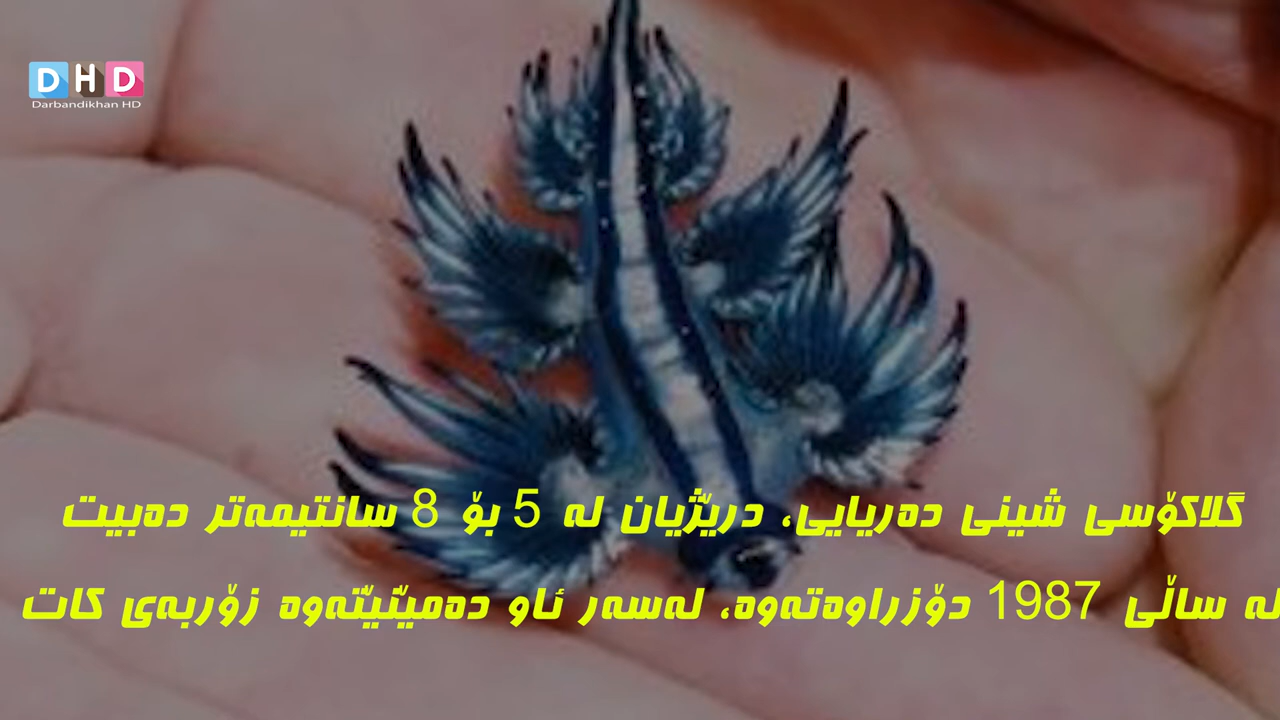 DHD
Darbandikhan HD
گلاکۆسی شینی دەریایی، درێژیان لە 5 بۆ 8 سانتیمەتر دەبیت
لە ساڵی 1987 دۆزراوەتەوە، لەسەر ئاو دەمێنێتەوە زۆربەی کات